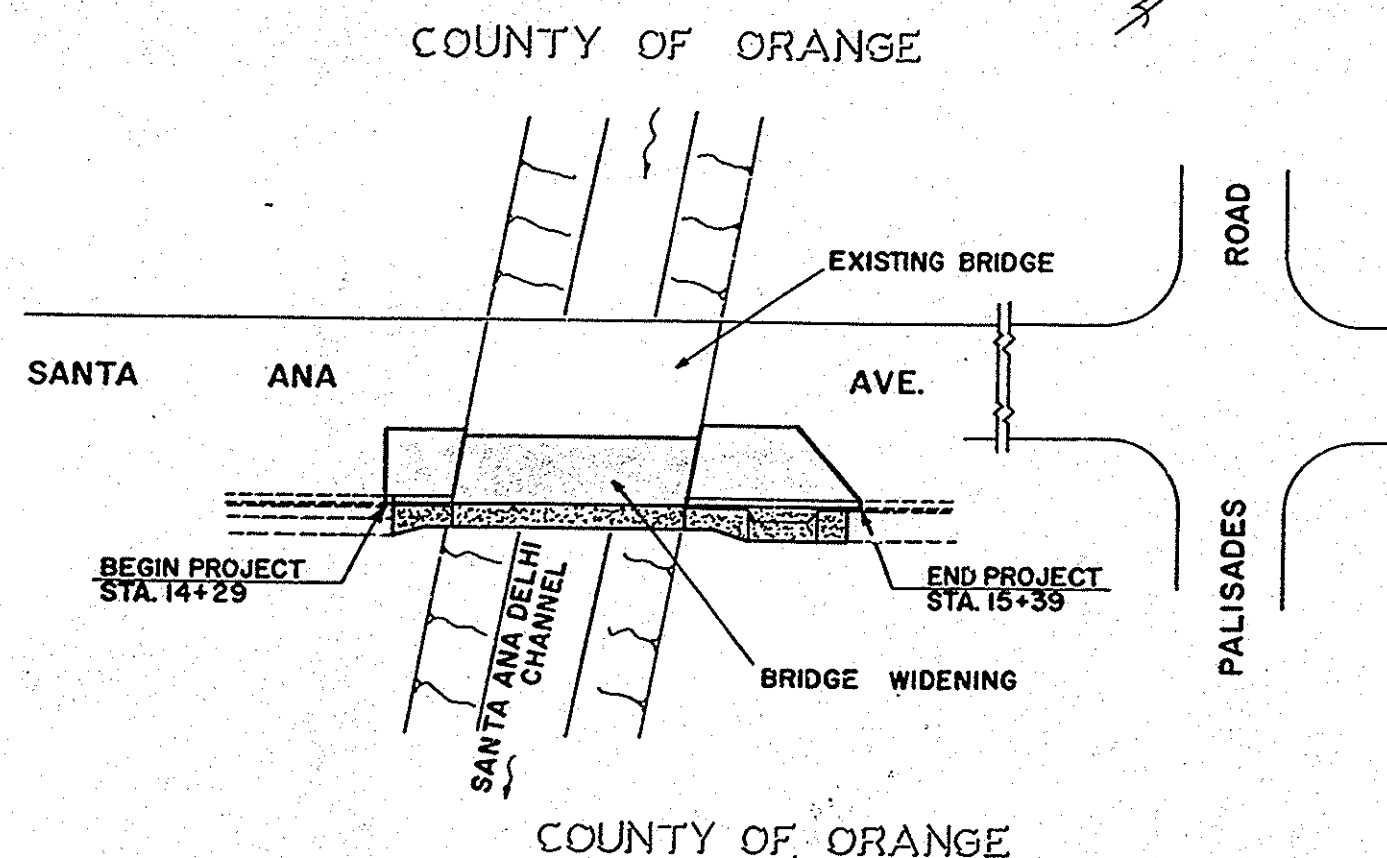 COUNTY OF ORANGE
ROAD
EXISTING BRIDGE
SANTA ANA AVE.
BEGIN PROJECT
STA. 14+29
SANTA ANA DELHI
CHANNEL
END PROJECT
STA. 15+39
PALISADES
BRIDGE WIDENING
COUNTY OF ORANGE